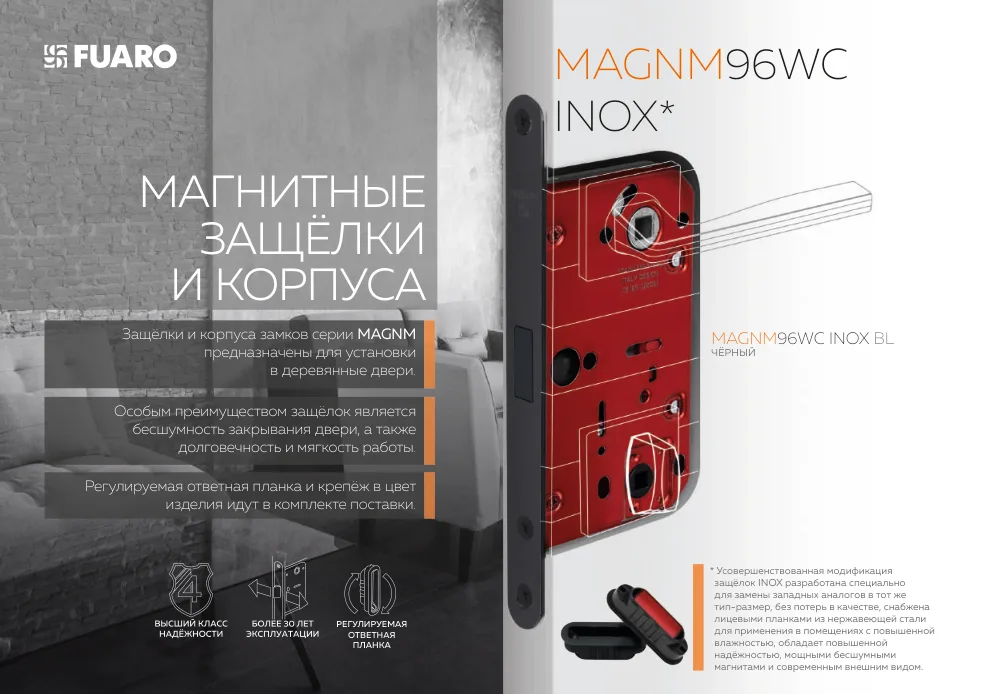 FUARO
МАГНИТНЫЕ
ЗАЩЁЛКИ
И КОРПУСА
Защёлки и корпуса замков серии MAGNM
предназначены для установки
в деревянные двери.
Особым преимуществом защёлок является
бесшумность закрывания двери, а также
долговечность и мягкость работы.
Регулируемая ответная планка и крепёж в цвет
изделия идут в комплекте поставки.
4
ВЫСШИЙ КЛАСС
НАДЁЖНОСТИ
БОЛЕЕ 30 ЛЕТ
ЭКСПЛУАТАЦИИ
РЕГУЛИРУЕМАЯ
ОТВЕТНАЯ
ПЛАНКА
MAGNM96WC
INOX*
MAGNM96WC INOX BL
ЧЁРНЫЙ
* Усовершенствованная модификация
защёлок INOX разработана специально
для замены западных аналогов в тот же
тип-размер, без потерь в качестве, снабжена
лицевыми планками из нержавеющей стали
для применения в помещениях с повышенной
влажностью, обладает повышенной
надёжностью, мощными бесшумными
магнитами и современным внешним видом.